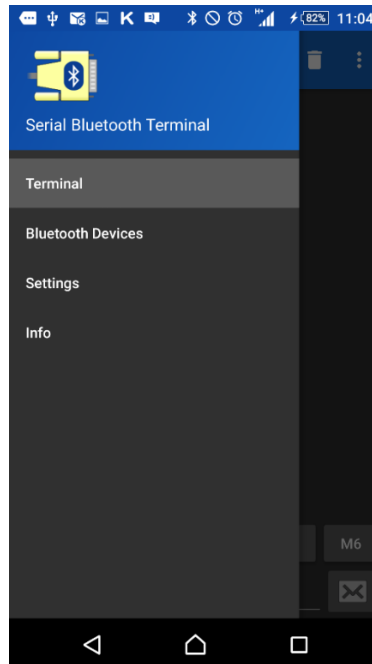 K 82% 11:04
Serial Bluetooth Terminal
Terminal
Bluetooth Devices
Settings
Info
M6